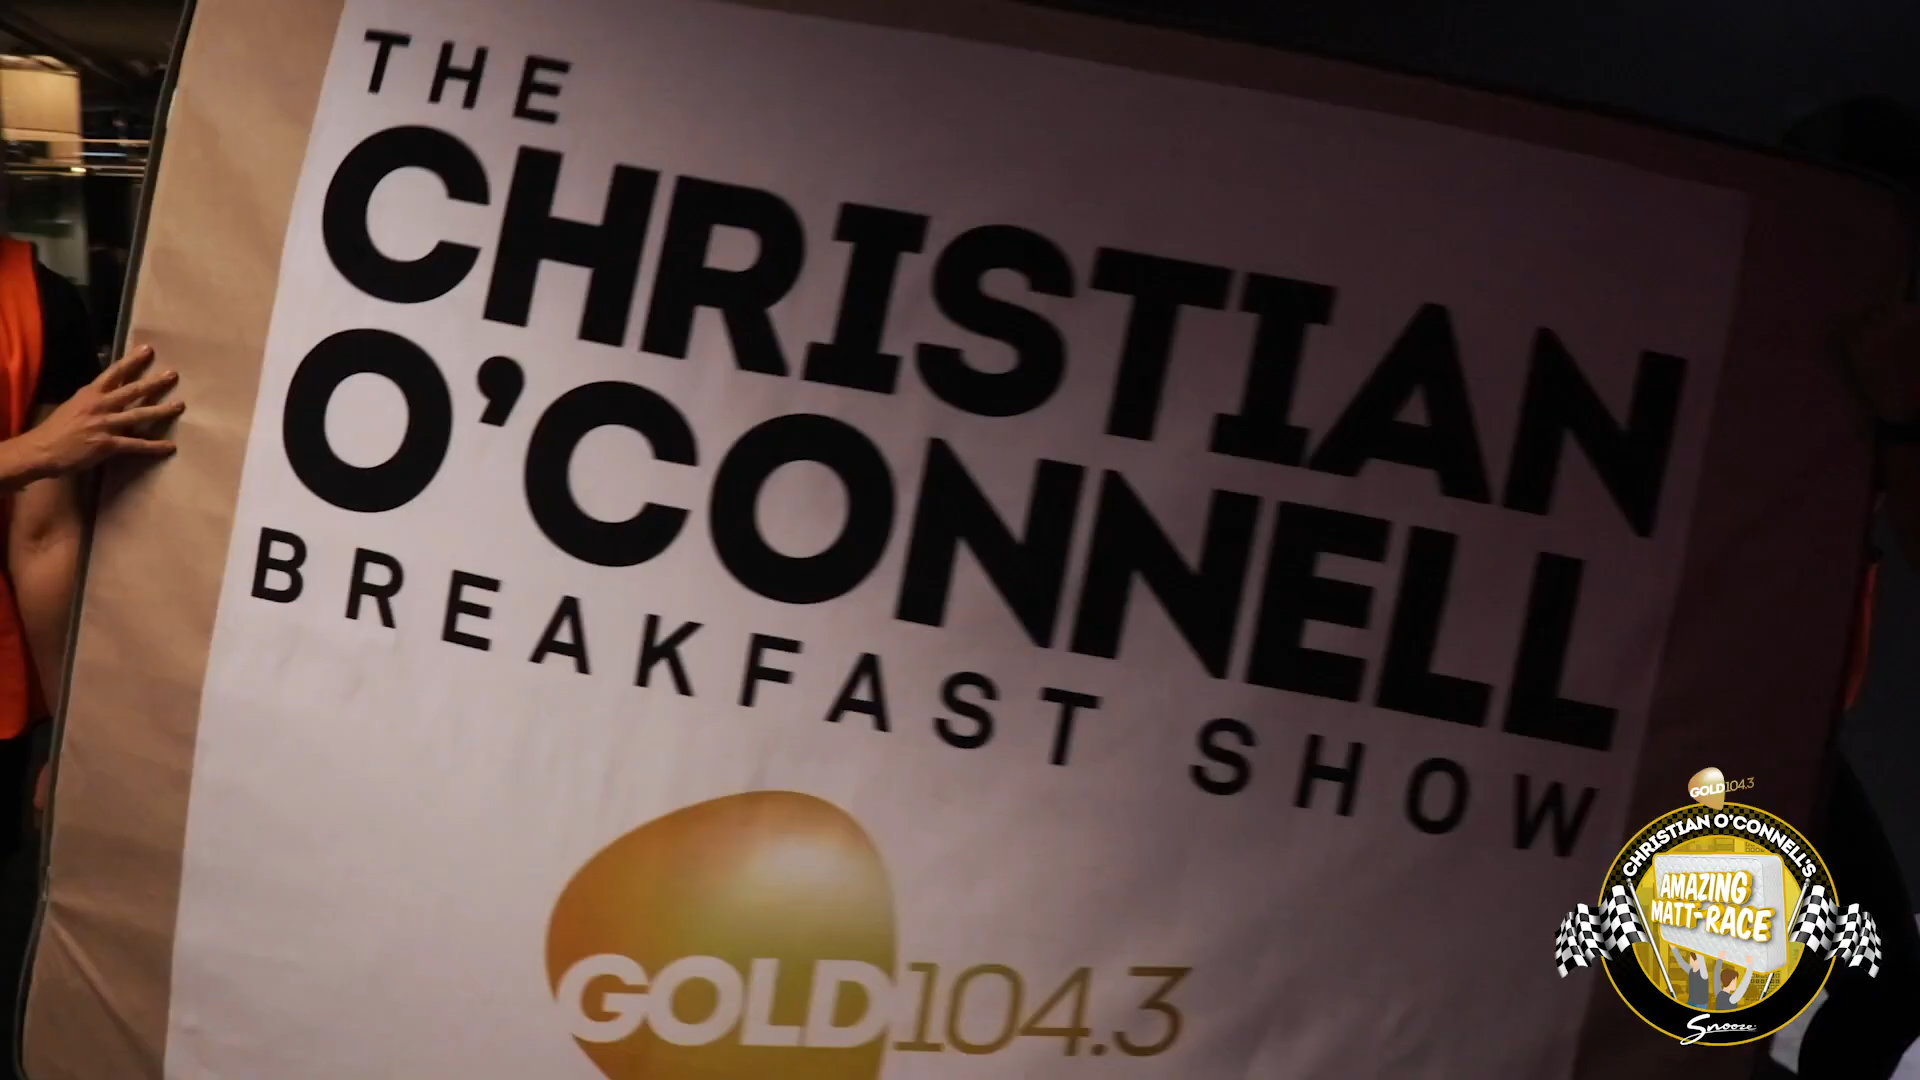 THE
CHRISTIAN
O'CONNELL
BREAKFAST SHOW
GOLD104.3
GOLD104.3
CHRISTIAN O'CONNELL'S
AMAZING
MATT-RACE
Snooze